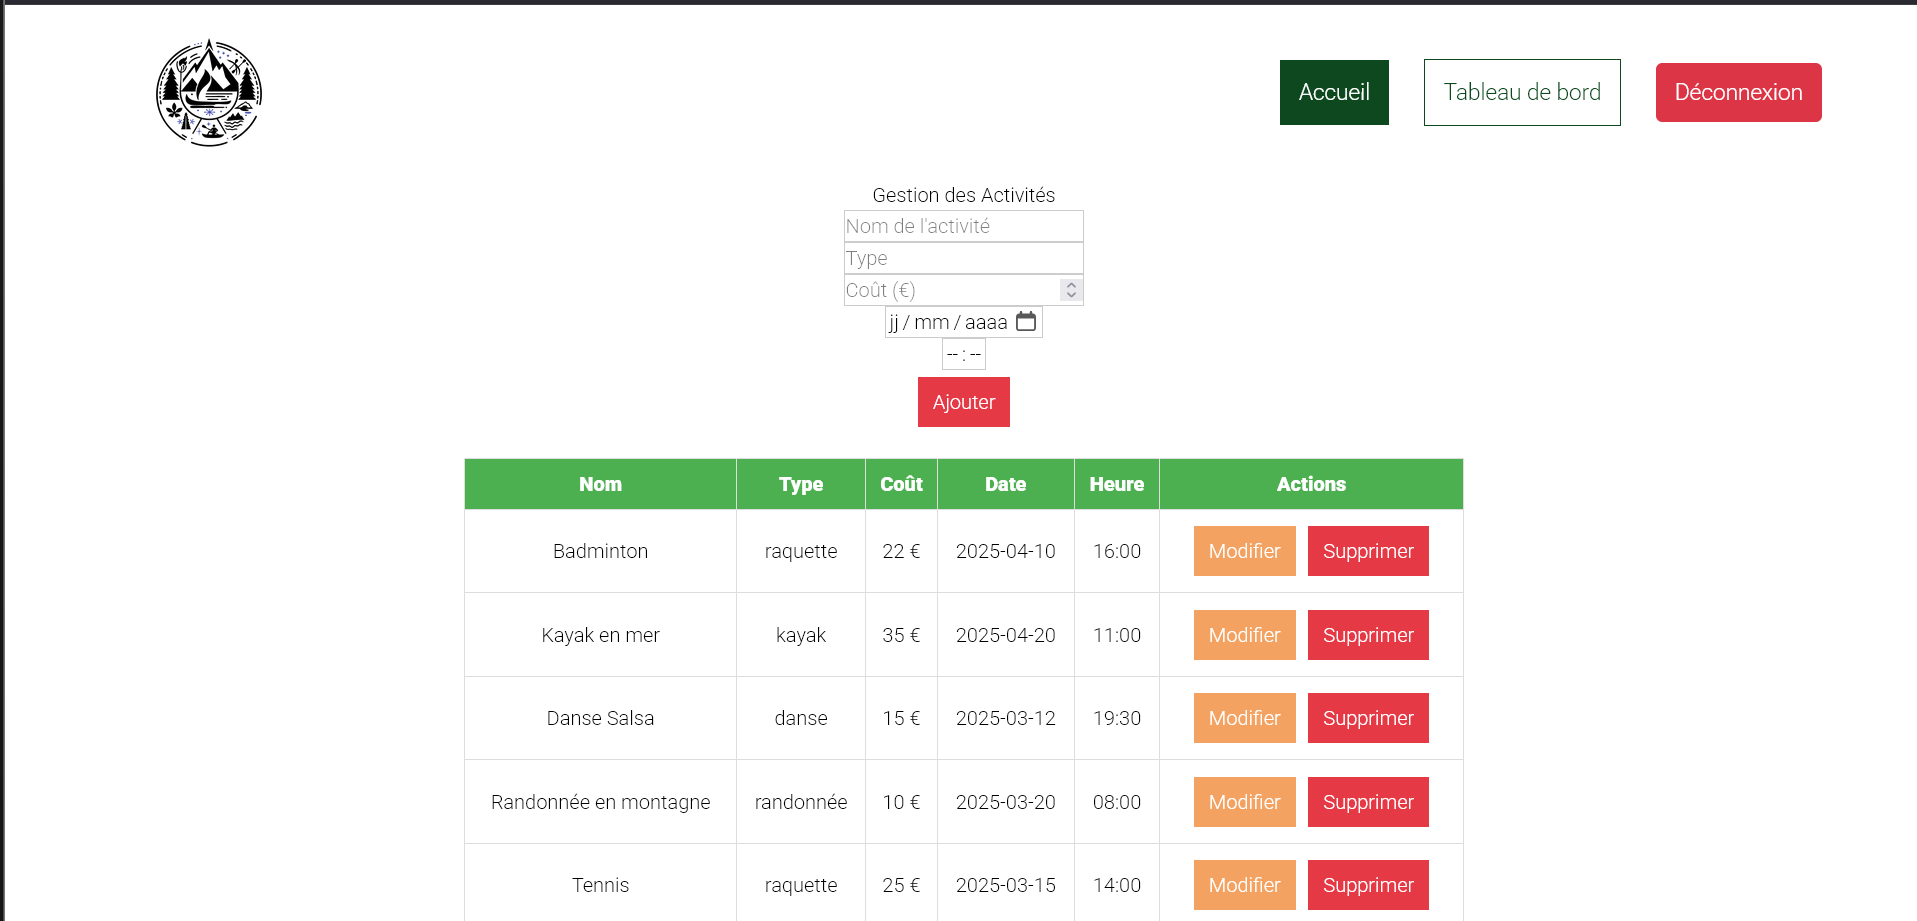 Accueil Tableau de bord Déconnexion
Gestion des Activités
Nom de l'activité
Type
Coût (€)
jj / mm / aaaa
-- : --
Ajouter
Nom Type Coût Date Heure Actions
Badminton raquette 22 € 2025-04-10 16:00 Modifier Supprimer
Kayak en mer kayak 35 € 2025-04-20 11:00 Modifier Supprimer
Danse Salsa danse 15 € 2025-03-12 19:30 Modifier Supprimer
Randonnée en montagne randonnée 10 € 2025-03-20 08:00 Modifier Supprimer
Tennis raquette 25 € 2025-03-15 14:00 Modifier Supprimer